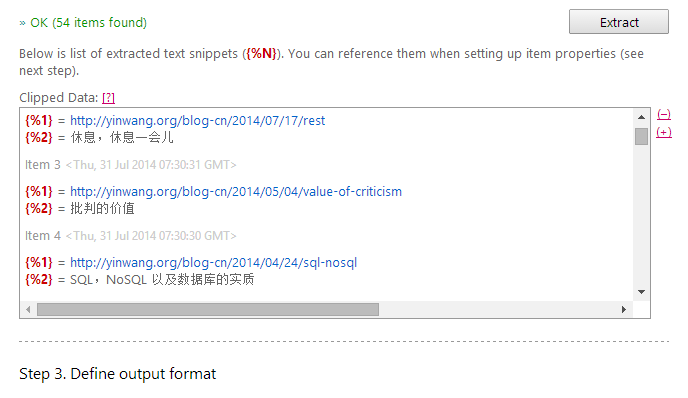 » OK (54 items found)
Extract
Below is list of extracted text snippets ({%N}). You can reference them when setting up item properties (see
next step).
Clipped Data: [?]
(−)
(+)
{%1} = http://yinwang.org/blog-cn/2014/07/17/rest
{%2} = 休息，休息一会儿
Item 3 <Thu, 31 Jul 2014 07:30:31 GMT>
{%1} = http://yinwang.org/blog-cn/2014/05/04/value-of-criticism
{%2} = 批判的价值
Item 4 <Thu, 31 Jul 2014 07:30:30 GMT>
{%1} = http://yinwang.org/blog-cn/2014/04/24/sql-nosql
{%2} = SQL，NoSQL 以及数据库的实质
Step 3. Define output format